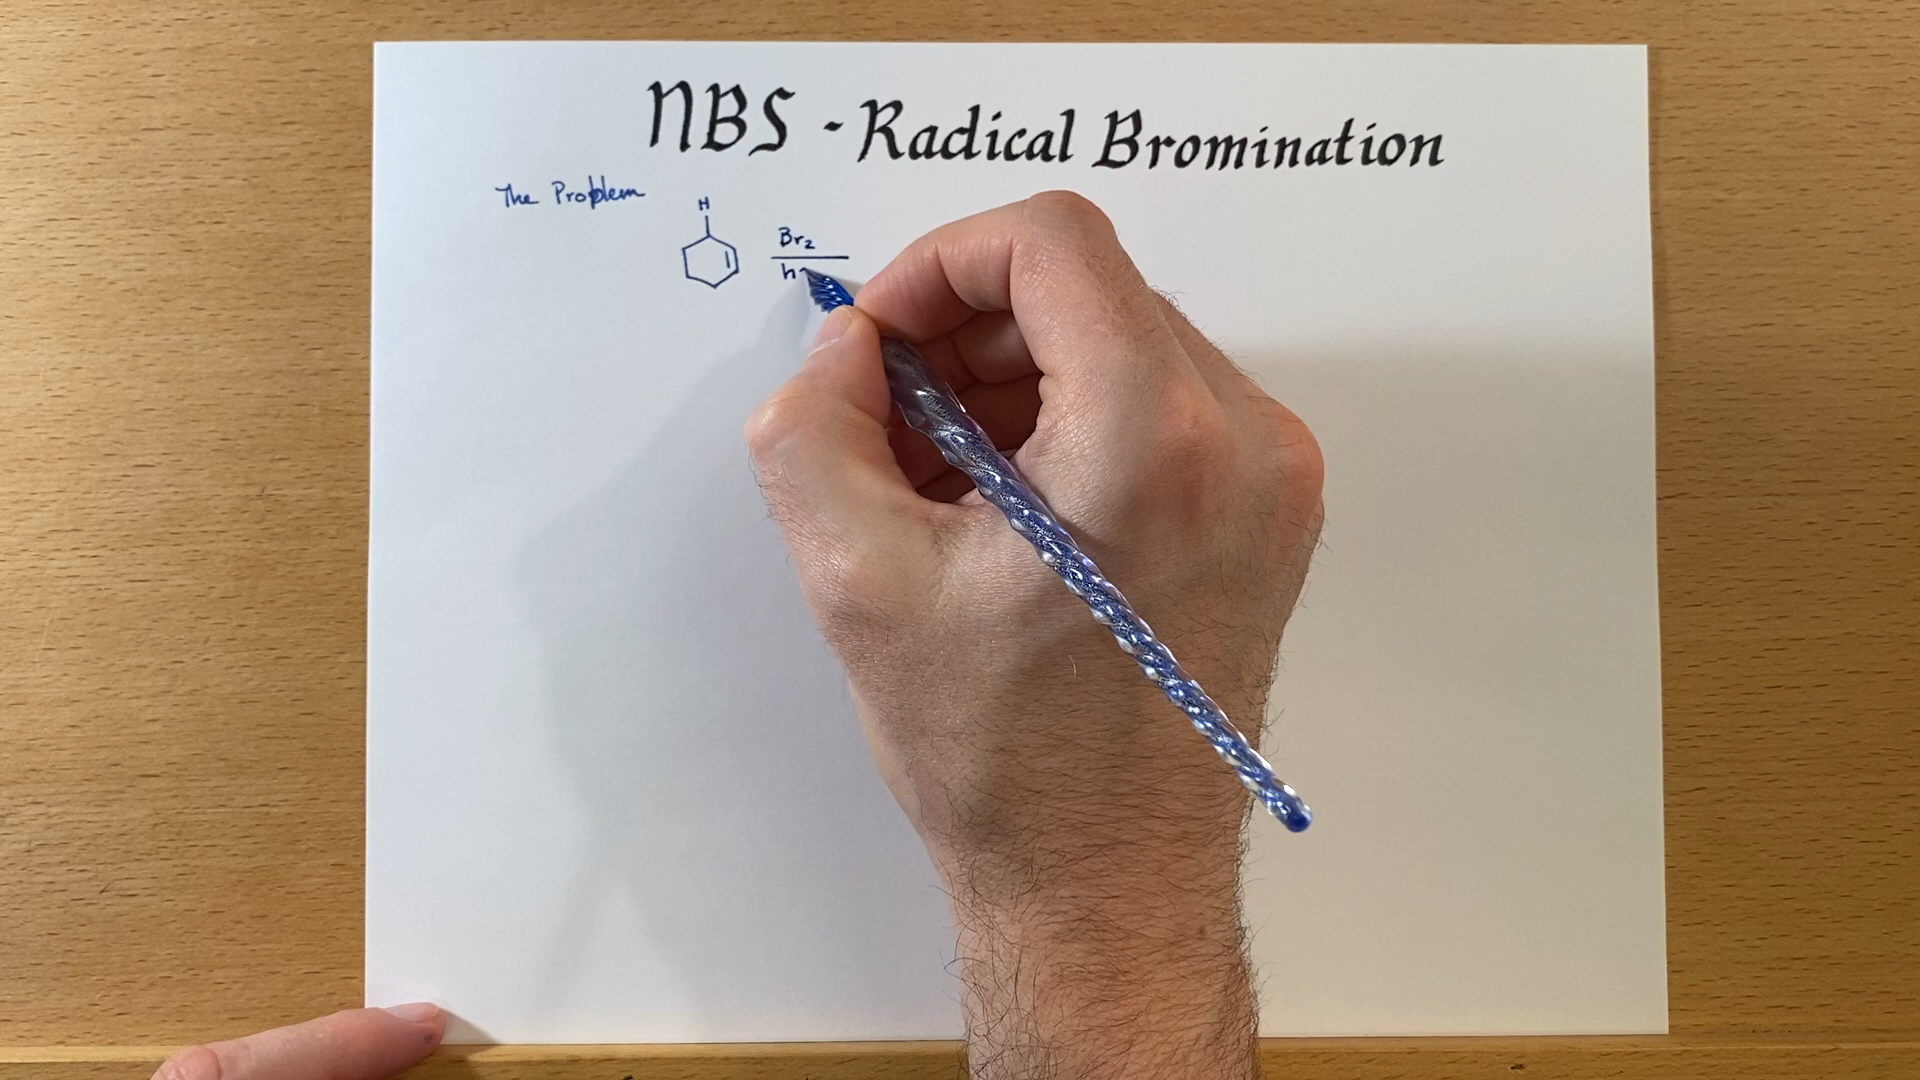 NBS - Radical Bromination
The Problem
H
Br2
h